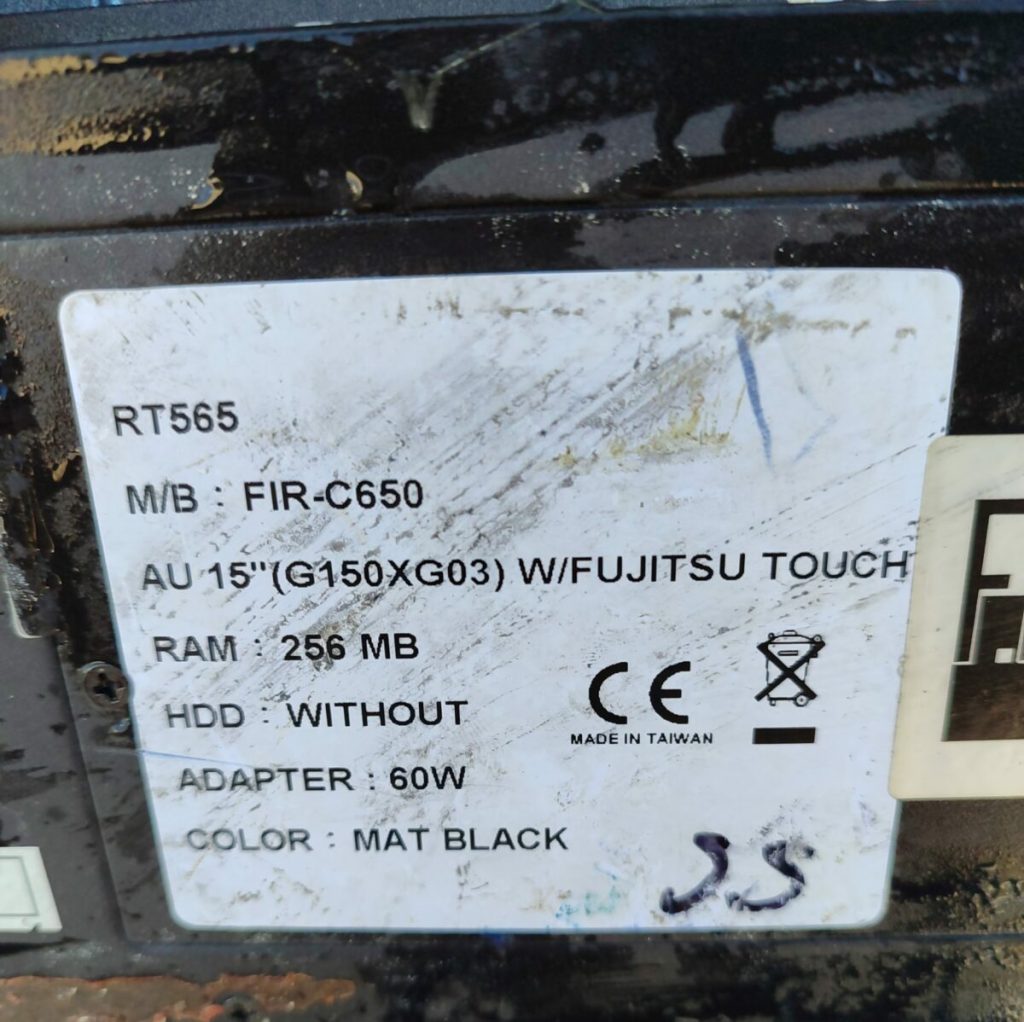 RT565
M/B : FIR-C650
AU 15"(G150XG03) W/FUJITSU TOUCH
RAM : 256 MB
HDD : WITHOUT
CE
MADE IN TAIWAN
ADAPTER : 60W
COLOR : MAT BLACK